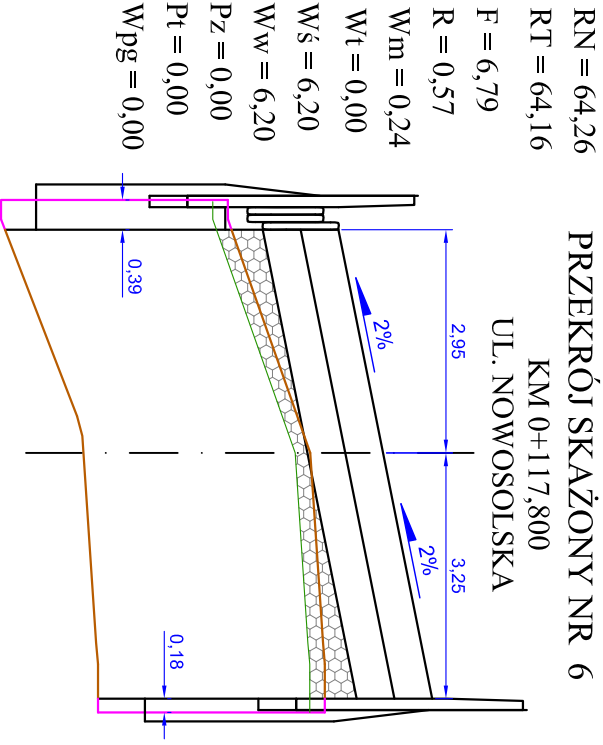 PRZEKRÓJ SKAŻONY NR 6
KM 0+117,800
UL. NOWOSOLSKA
RN = 64,26
RT = 64,16
F = 6,79
R = 0,57
Wm = 0,24
Wt = 0,00
Wś = 6,20
Ww = 6,20
Pz = 0,00
Pt = 0,00
Wpg = 0,00
2,95
3,25
2%
2%
0,39
0,18